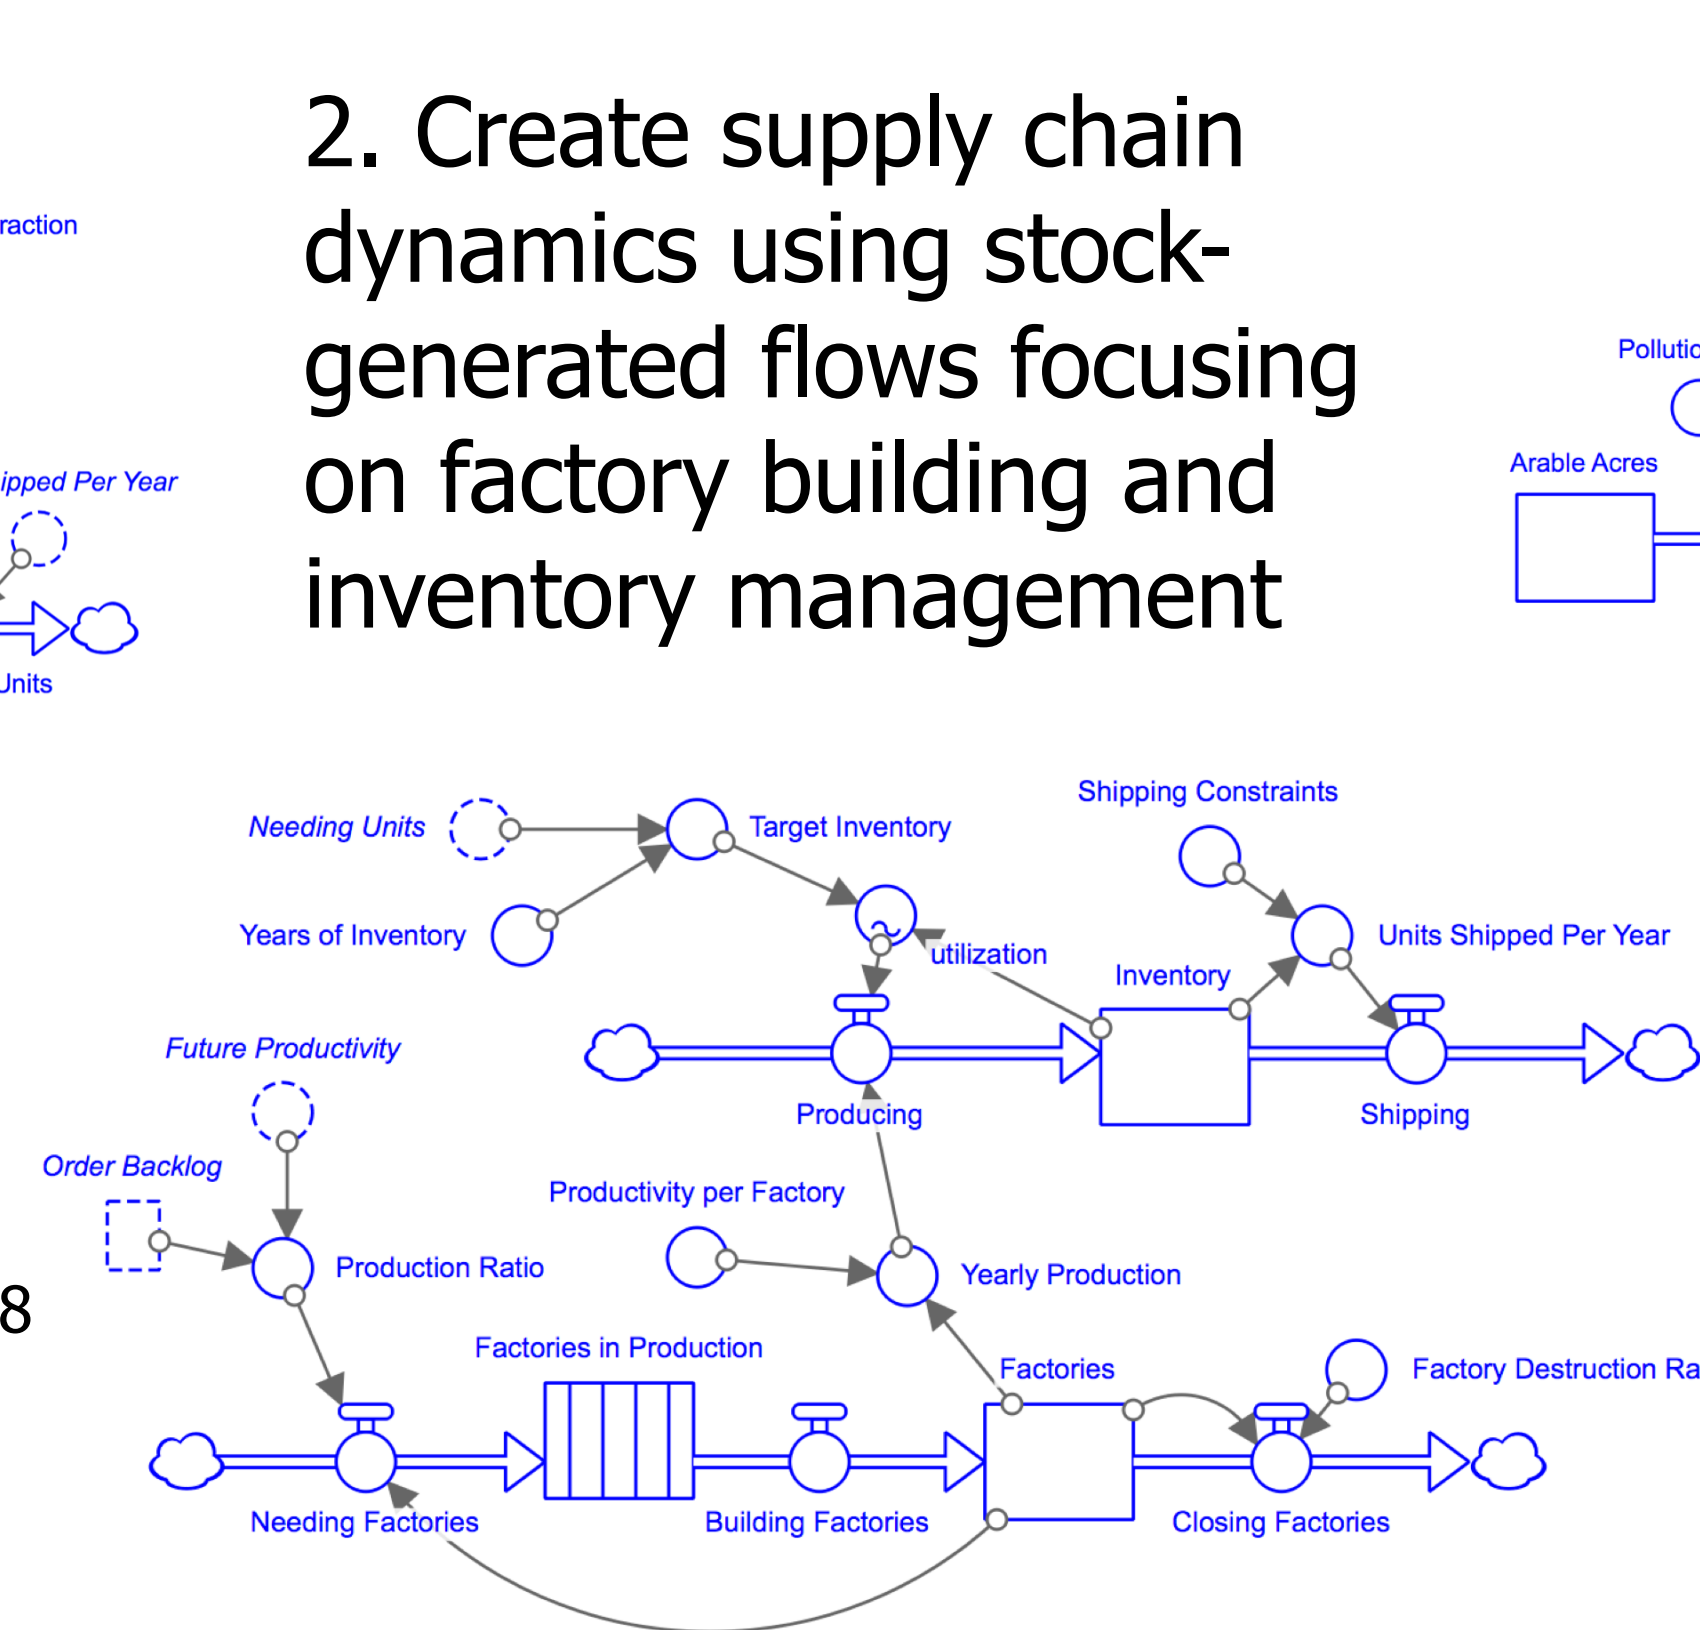 2. Create supply chain
dynamics using stock-
generated flows focusing
on factory building and
inventory management
raction
Pollutio
Arable Acres
ipped Per Year
Units
Shipping Constraints
Needing Units
Target Inventory
Years of Inventory
utilization
Units Shipped Per Year
Inventory
Future Productivity
Producing
Shipping
Order Backlog
Productivity per Factory
Production Ratio
Yearly Production
8
Factories in Production
Factories
Factory Destruction Ra
Needing Factories
Building Factories
Closing Factories